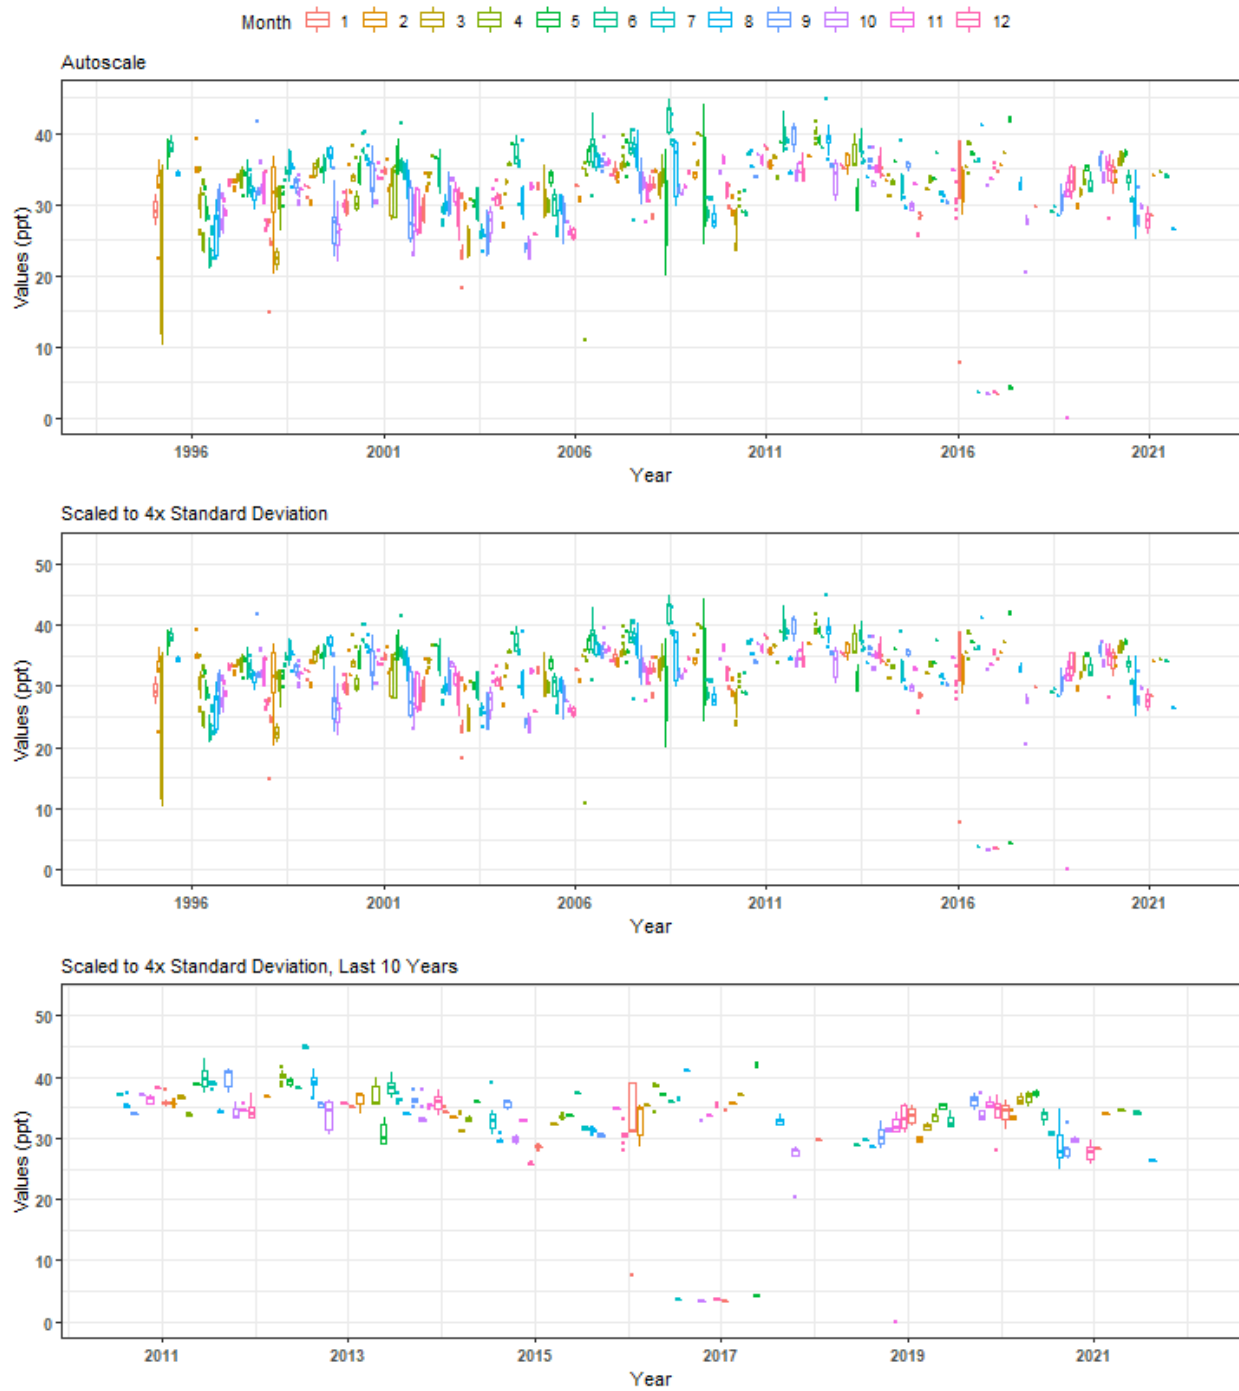 Month 1 2 3 4 5 6 7 8 9 10 11 12
Autoscale
Values (ppt)
40
30
20
10
0
1996 2001 2006 2011 2016 2021
Year
Scaled to 4x Standard Deviation
Values (ppt)
50
40
30
20
10
0
1996 2001 2006 2011 2016 2021
Year
Scaled to 4x Standard Deviation, Last 10 Years
Values (ppt)
50
40
30
20
10
0
2011 2013 2015 2017 2019 2021
Year